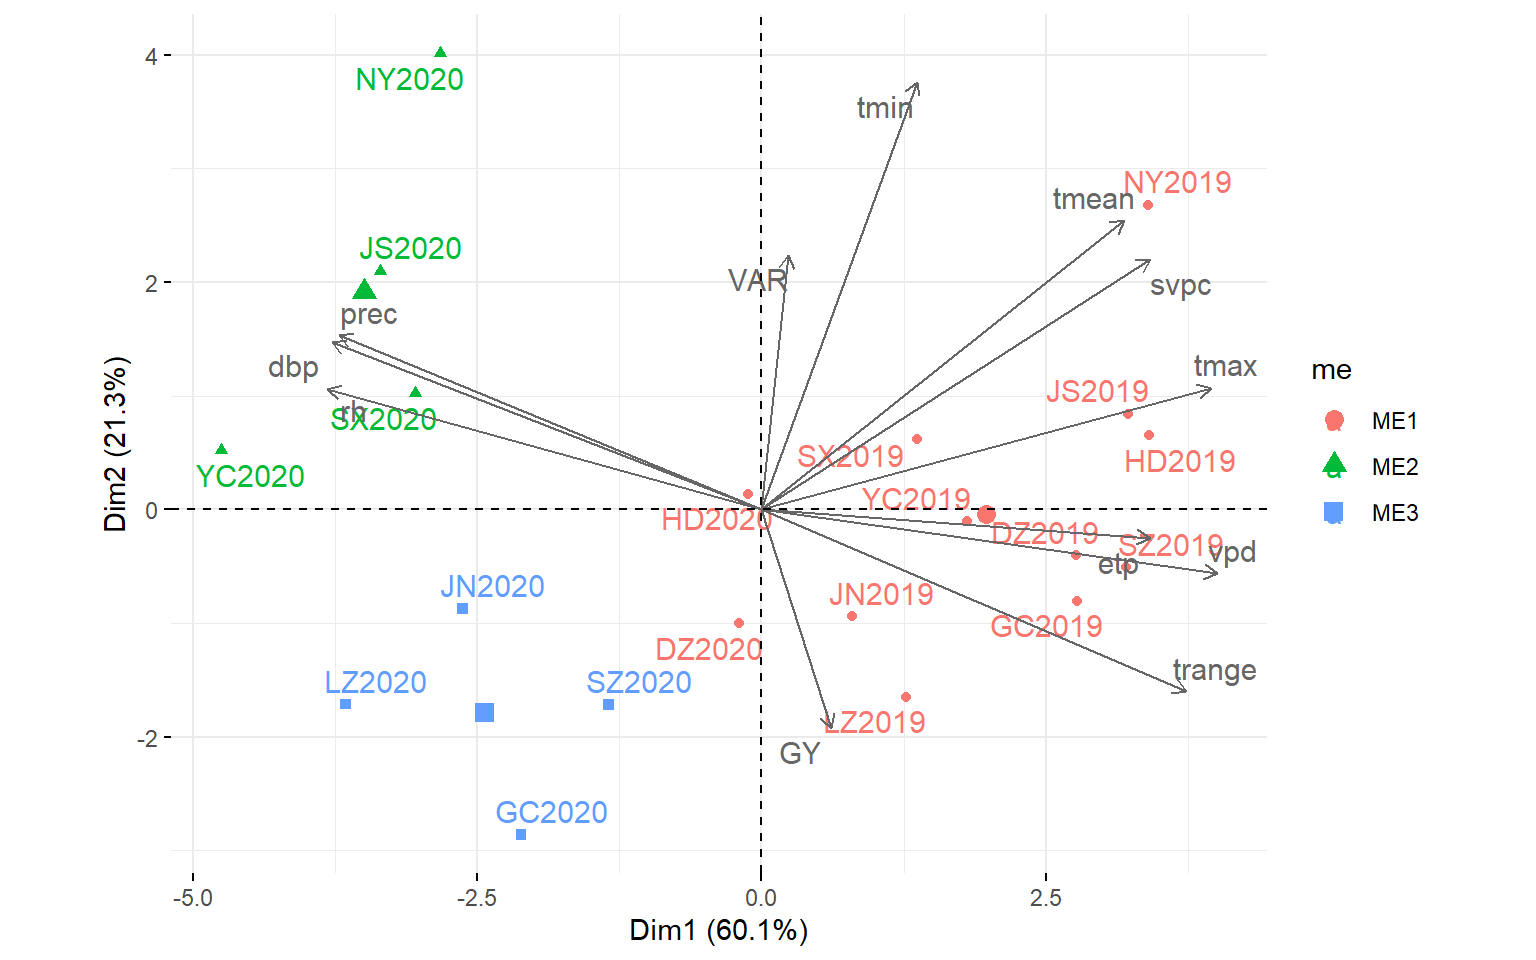 4
NY2020
tmin
NY2019
tmean
JS2020
VAR
2
svpc
prec
dbp
tmax
me
rh
SX2020
JS2019
ME1
YC2020
SX2019
HD2019
ME2
Dim2 (21.3%)
0
HD2020
YC2019
ME3
DZ2019
SZ2019
vpd
etp
JN2020
JN2019
GC2019
DZ2020
trange
LZ2020
SZ2020
LZ2019
-2
GY
GC2020
-5.0
-2.5
0.0
2.5
Dim1 (60.1%)